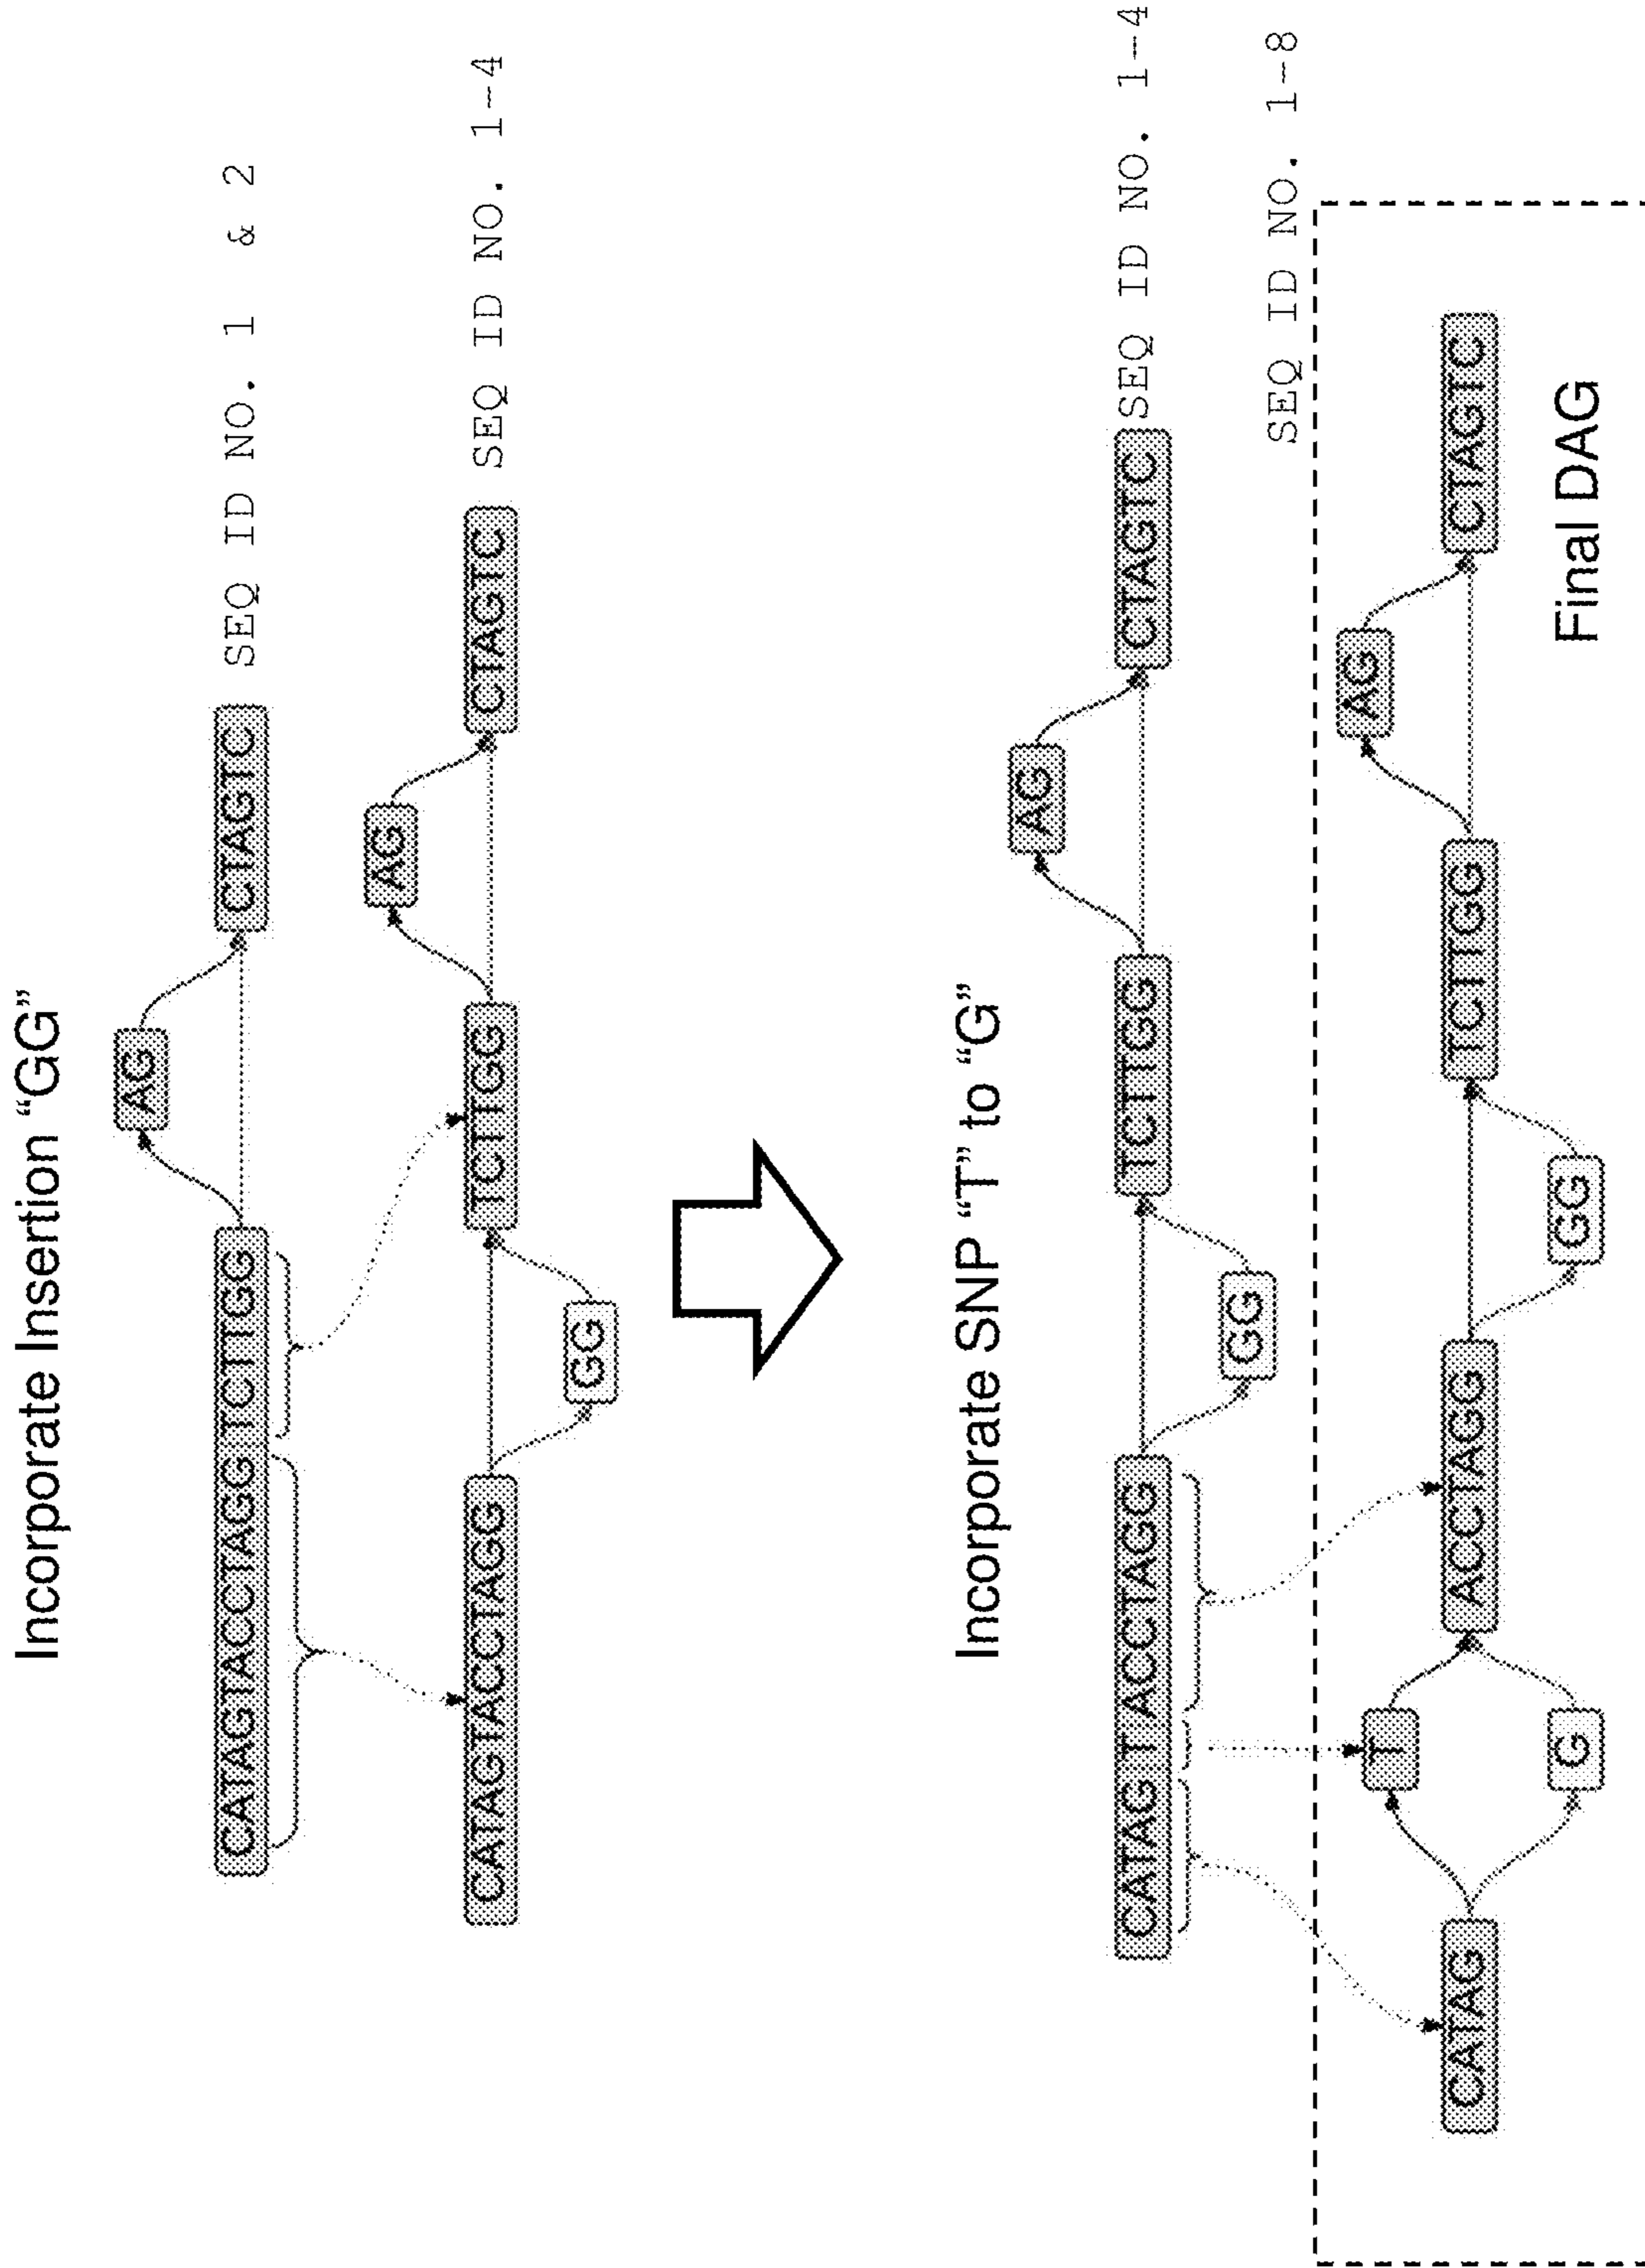 Incorporate Insertion “GG”
AG
CATAGTACCTAGG TCTTGG CTAGTC SEQ ID NO. 1 & 2
AG
CATAGTACCTAGG TCTTGG CTAGTC SEQ ID NO. 1-4
GG
Incorporate SNP “T” to “G”
AG
CATAG T ACCTAGG TCTTGG CTAGTC SEQ ID NO. 1-4
GG
SEQ ID NO. 1-8
T AG
CATAG ACCTAGG TCTTGG CTAGTC
G GG
Final DAG